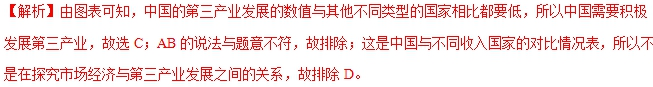 【解析】由图表可知，中国的第三产业发展的数值与其他不同类型的国家相比都要低，所以中国需要积极
发展第三产业，故选 C；AB 的说法与题意不符，故排除；这是中国与不同收入国家的对比情况表，所以不
是在探究市场经济与第三产业发展之间的关系，故排除 D。